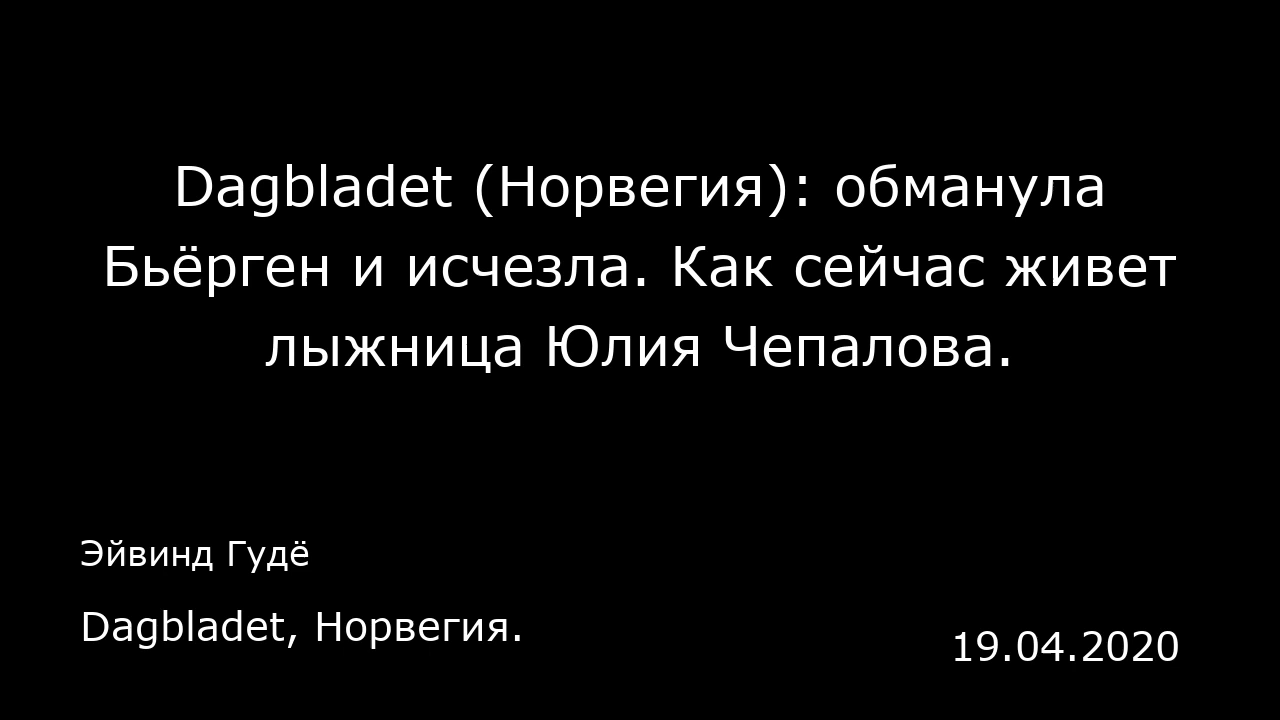 Dagbladet (Норвегия): обманула
Бьёрген и исчезла. Как сейчас живет
лыжница Юлия Чепалова.
Эйвинд Гудё
Dagbladet, Норвегия.
19.04.2020